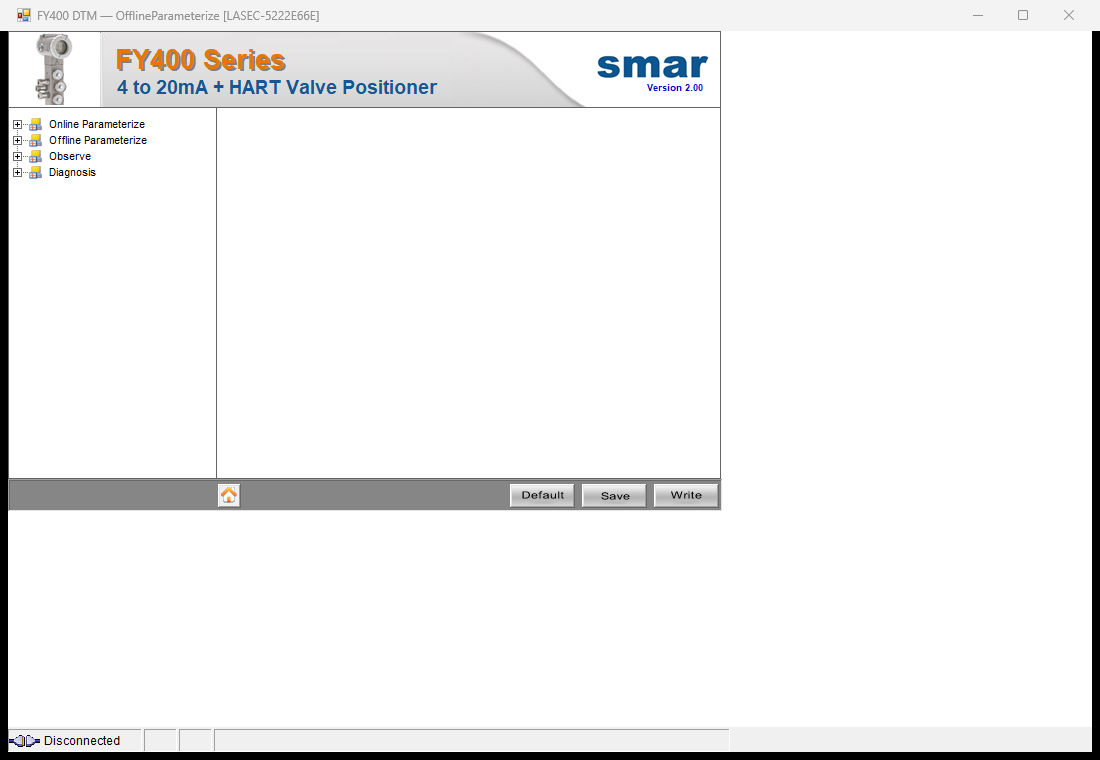 FY400 DTM — OfflineParameterize [LASEC-5222E66E]
FY400 Series
4 to 20mA + HART Valve Positioner
smar
Version 2.00
Online Parameterize
Offline Parameterize
Observe
Diagnosis
Default
Save
Write
Disconnected